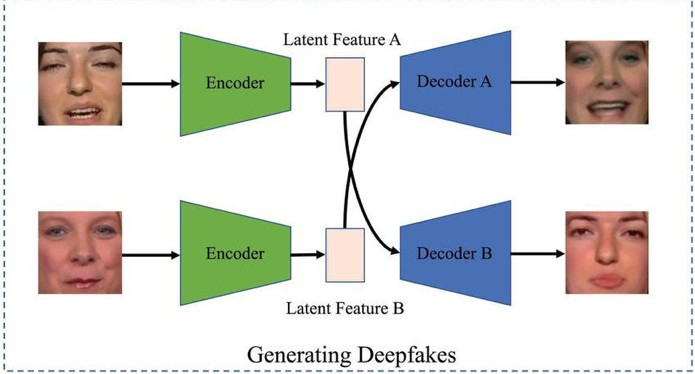 Latent Feature A
Encoder
Decoder A
Encoder
Decoder B
Latent Feature B
Generating Deepfakes